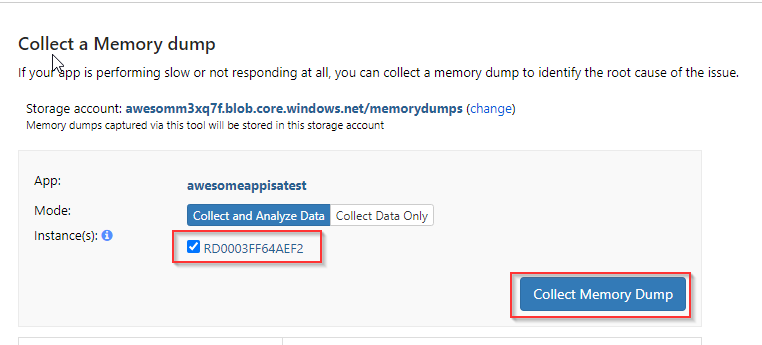 Collect a Memory dump
If your app is performing slow or not responding at all, you can collect a memory dump to identify the root cause of the issue.
Storage account: awesomm3xq7f.blob.core.windows.net/memorydumps (change)
Memory dumps captured via this tool will be stored in this storage account
App: awesomeappisatest
Mode: Collect and Analyze Data Collect Data Only
Instance(s): 
RD0003FF64AEF2
Collect Memory Dump